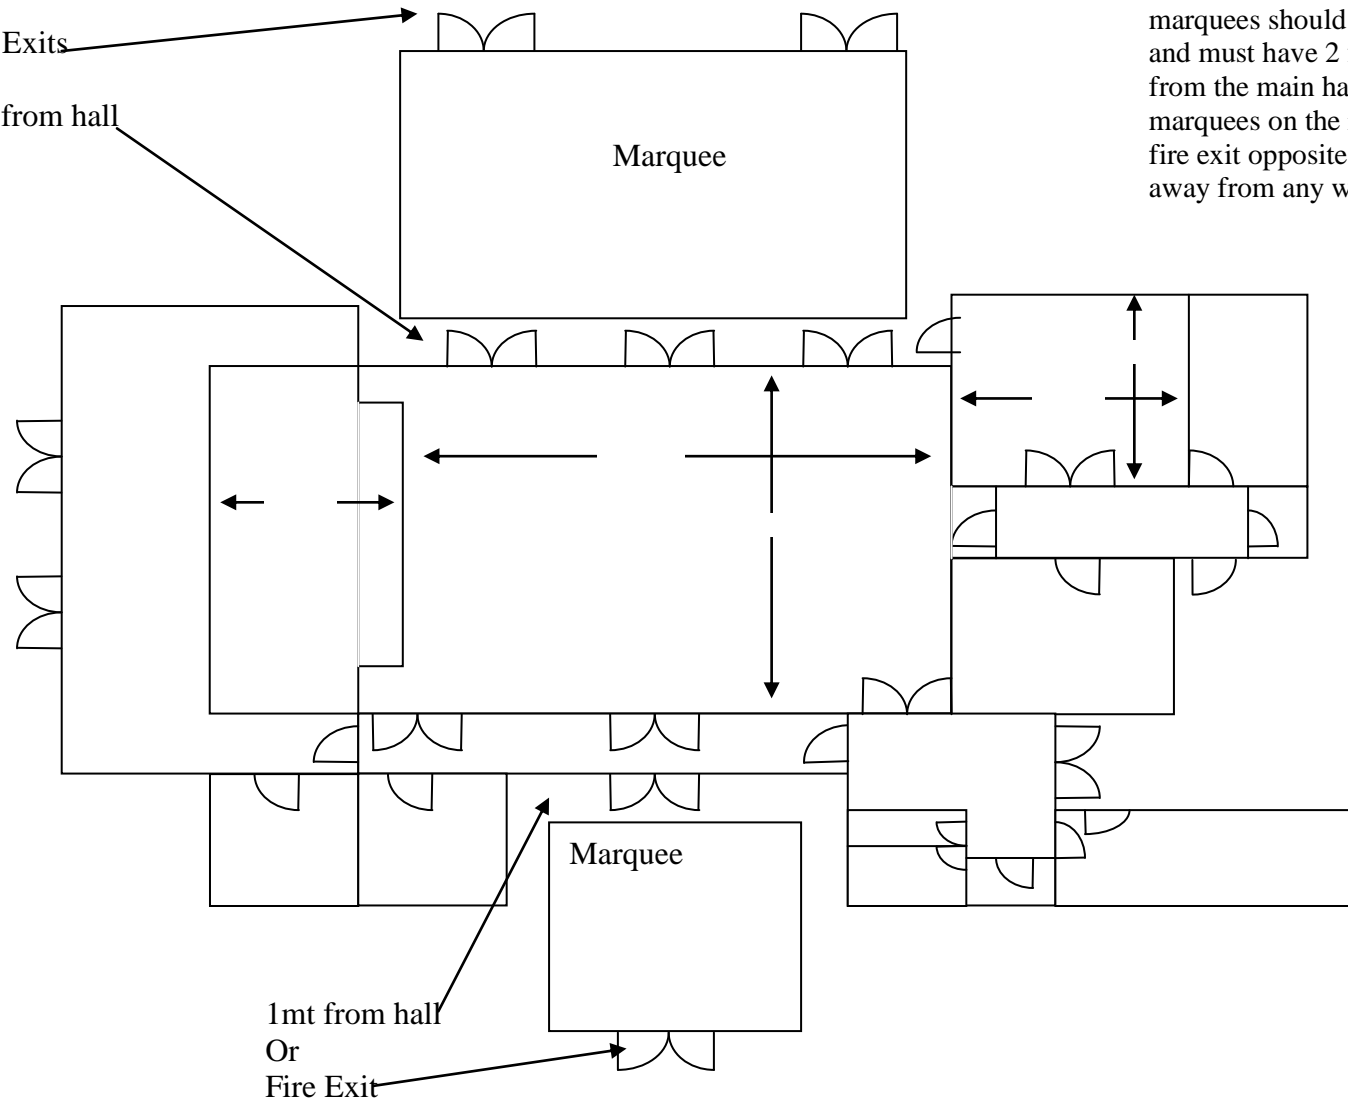 Exits
from hall
Marquee
marquees should
and must have 2
from the main ha
marquees on the
fire exit opposite
away from any w
Marquee
1mt from hall
Or
Fire Exit